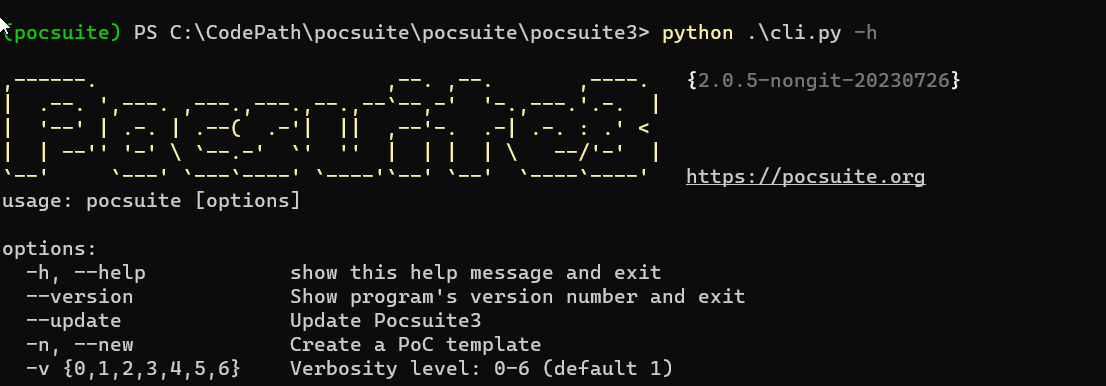 (pocsuite) PS C:\CodePath\pocsuite\pocsuite\pocsuite3> python .\cli.py -h
,------.                        ,--. ,--.       ,----.   {2.0.5-nongit-20230726}
|  .--. ',---. ,---.,---.,--.,--`--,-'  '-.,---.'.-.  |
|  '--' | .-. | .--(  .-'|  ||  ,--'-.  .-| .-. : .' <
|  | --'' '-' \ `--.-'  `'  ''  |  | |  | \   --/'-'  |
`--'     `---' `---`----' `----'`--' `--'  `----`----'   https://pocsuite.org
usage: pocsuite [options]
options:
  -h, --help            show this help message and exit
  --version             Show program's version number and exit
  --update              Update Pocsuite3
  -n, --new             Create a PoC template
  -v {0,1,2,3,4,5,6}    Verbosity level: 0-6 (default 1)